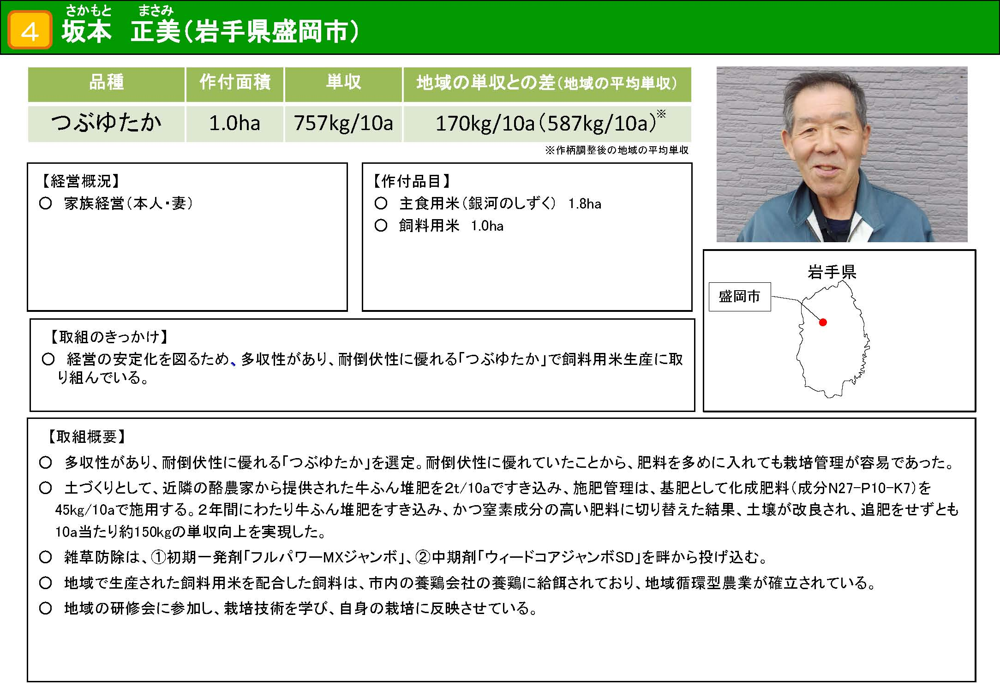 さかもと　まさみ
4 坂本　正美（岩手県盛岡市）
品種 作付面積 単収 地域の単収との差（地域の平均単収）
つぶゆたか 1.0ha 757kg/10a 170kg/10a（587kg/10a）※
※作柄調整後の地域の平均単収
【経営概況】
○　家族経営（本人・妻）
【作付品目】
○　主食用米（銀河のしずく）　1.8ha
○　飼料用米　1.0ha
岩手県
盛岡市
【取組のきっかけ】
○　経営の安定化を図るため、多収性があり、耐倒伏性に優れる「つぶゆたか」で飼料用米生産に取
り組んでいる。
【取組概要】
○　多収性があり、耐倒伏性に優れる「つぶゆたか」を選定。耐倒伏性に優れていたことから、肥料を多めに入れても栽培管理が容易であった。
○　土づくりとして、近隣の酪農家から提供された牛ふん堆肥を２t/10aですき込み、施肥管理は、基肥として化成肥料（成分N27-P10-K7）を
45kg/10aで施用する。２年間にわたり牛ふん堆肥をすき込み、かつ窒素成分の高い肥料に切り替えた結果、土壌が改良され、追肥をせずとも
10a当たり約150kgの単収向上を実現した。
○　雑草防除は、①初期一発剤「フルパワーMXジャンボ」、②中期剤「ウィードコアジャンボSD」を畔から投げ込む。
○　地域で生産された飼料用米を配合した飼料は、市内の養鶏会社の養鶏に給餌されており、地域循環型農業が確立されている。
○　地域の研修会に参加し、栽培技術を学び、自身の栽培に反映させている。